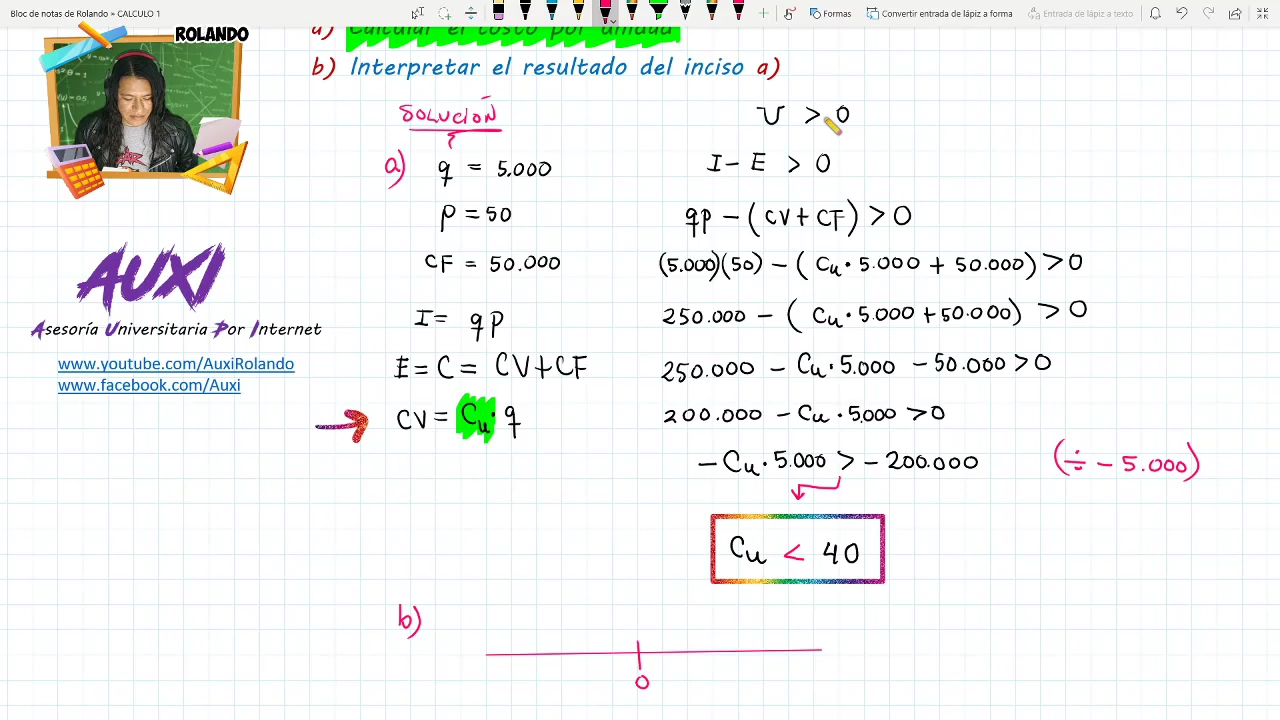 Bloc de notas de Rolando » CALCULO 1
Formas
Convertir entrada de lápiz a forma
Entrada de lápiz a texto
ROLANDO
a) Calcular el costo por unidad
b) Interpretar el resultado del inciso a)
SOLUCIÓN
a) q = 5.000
p = 50
CF = 50.000
I = qp
E = C = CV+CF
CV = Cu · q
U > 0
I - E > 0
qp - (CV + CF) > 0
(5.000)(50) - (Cu · 5.000 + 50.000) > 0
250.000 - (Cu · 5.000 + 50.000) > 0
250.000 - Cu · 5.000 - 50.000 > 0
200.000 - Cu · 5.000 > 0
- Cu · 5.000 > - 200.000 (÷ - 5.000)
Cu < 40
b)
0
AUXI
Asesoría Universitaria Por Internet
www.youtube.com/AuxiRolando
www.facebook.com/Auxi